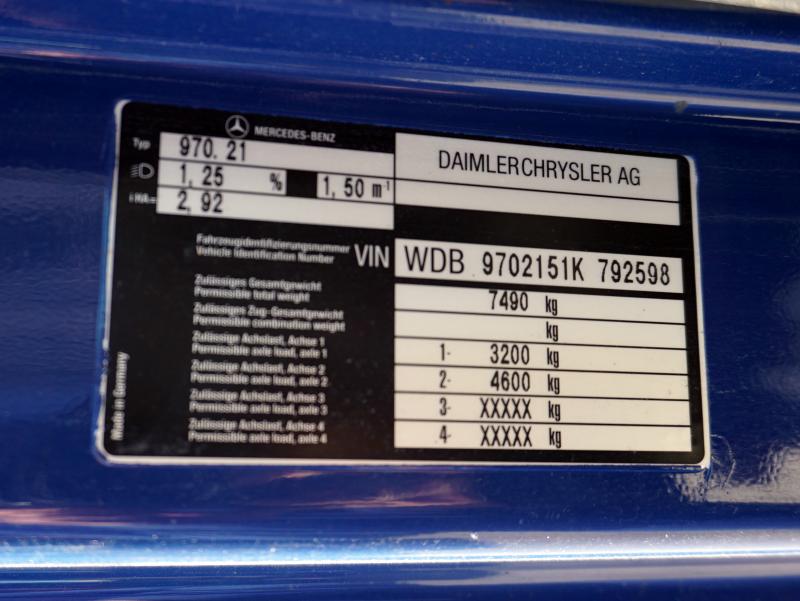 MERCEDES-BENZ
Typ 970. 21
DAIMLERCHRYSLER AG
1, 25 % 1, 50 m⁻¹
i HA= 2, 92
Fahrzeugidentifizierungsnummer
Vehicle Identification Number
VIN WDB 9702151K 792598
Zulässiges Gesamtgewicht
Permissible total weight
7490 kg
Zulässiges Zug-Gesamtgewicht
Permissible combination weight
kg
Zulässige Achslast, Achse 1
Permissible axle load, axle 1
1- 3200 kg
Zulässige Achslast, Achse 2
Permissible axle load, axle 2
2- 4600 kg
Zulässige Achslast, Achse 3
Permissible axle load, axle 3
3- XXXXX kg
Zulässige Achslast, Achse 4
Permissible axle load, axle 4
4- XXXXX kg
Made in Germany